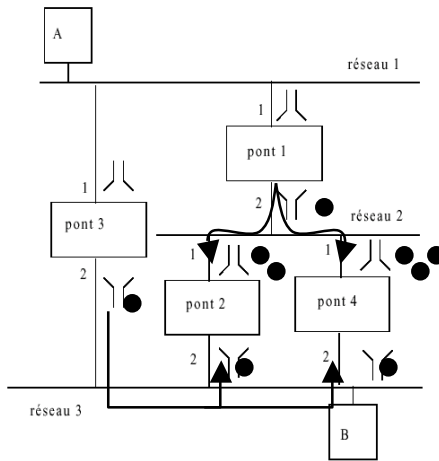 A
réseau 1
1
pont 1
1
2
pont 3
réseau 2
1
1
2
pont 2
pont 4
2
2
réseau 3
B